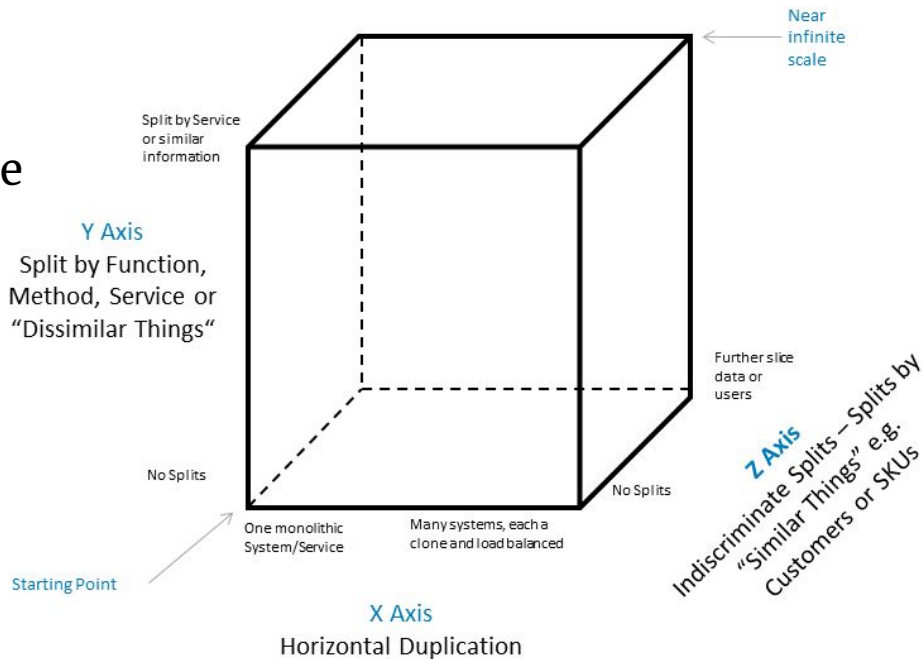 Near
infinite
scale
Split by Service
or similar
information
e
Y Axis
Split by Function,
Method, Service or
“Dissimilar Things“
Further slice
data or
users
Z Axis
Indiscriminate Splits – Splits by
“Similar Things” e.g.
Customers or SKUs
No Splits
No Splits
One monolithic
System/Service
Many systems, each a
clone and load balanced
Starting Point
X Axis
Horizontal Duplication